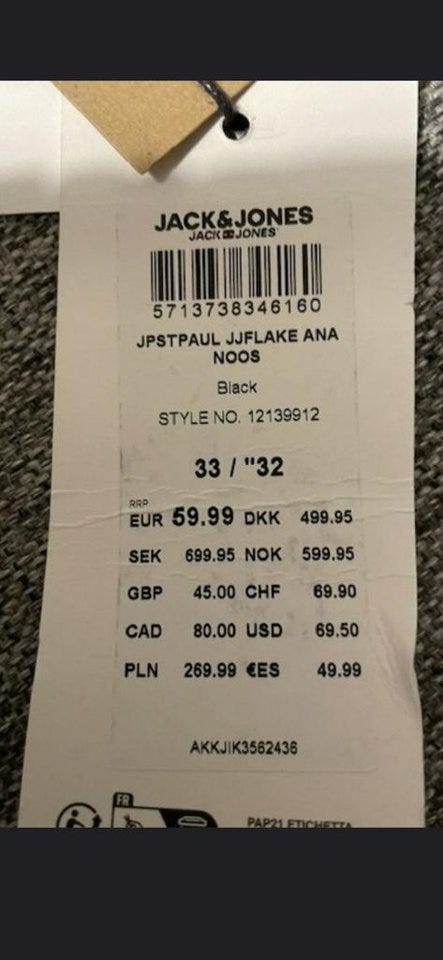 JACK&JONES
JACK JONES
5713738346160
JPSTPAUL JJFLAKE ANA
NOOS
Black
STYLE NO. 12139912
33 / "32
RRP
EUR 59.99 DKK 499.95
SEK 699.95 NOK 599.95
GBP 45.00 CHF 69.90
CAD 80.00 USD 69.50
PLN 269.99 €ES 49.99
AKKJIK3562436
FR
PAP21 ETICHETTA